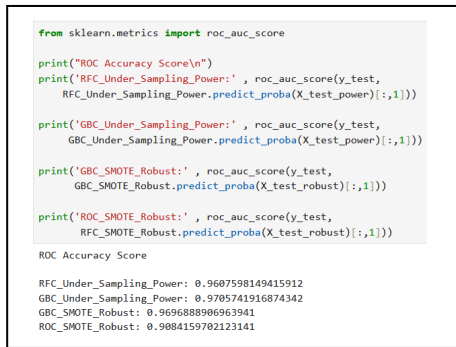 from sklearn.metrics import roc_auc_score
print("ROC Accuracy Score\n")
print('RFC_Under_Sampling_Power:' , roc_auc_score(y_test,
RFC_Under_Sampling_Power.predict_proba(X_test_power)[:,1]))
print('GBC_Under_Sampling_Power:' , roc_auc_score(y_test,
GBC_Under_Sampling_Power.predict_proba(X_test_power)[:,1]))
print('GBC_SMOTE_Robust:' , roc_auc_score(y_test,
GBC_SMOTE_Robust.predict_proba(X_test_robust)[:,1]))
print('ROC_SMOTE_Robust:' , roc_auc_score(y_test,
RFC_SMOTE_Robust.predict_proba(X_test_robust)[:,1]))
ROC Accuracy Score
RFC_Under_Sampling_Power: 0.9607598149415912
GBC_Under_Sampling_Power: 0.9705741916874342
GBC_SMOTE_Robust: 0.9696888906963941
ROC_SMOTE_Robust: 0.9084159702123141